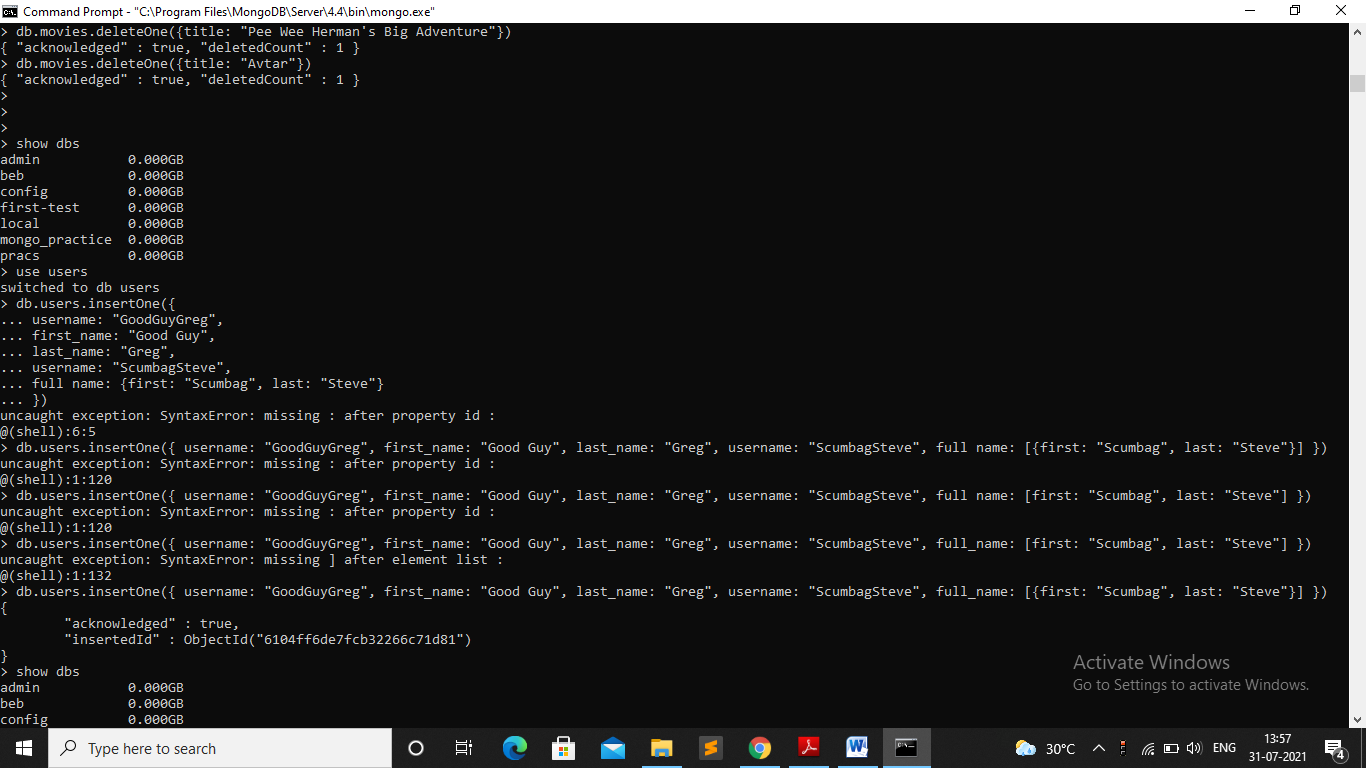 Command Prompt - "C:\Program Files\MongoDB\Server\4.4\bin\mongo.exe"
> db.movies.deleteOne({title: "Pee Wee Herman's Big Adventure"})
{ "acknowledged" : true, "deletedCount" : 1 }
> db.movies.deleteOne({title: "Avtar"})
{ "acknowledged" : true, "deletedCount" : 1 }
>
>
>
> show dbs
admin           0.000GB
beb             0.000GB
config          0.000GB
first-test      0.000GB
local           0.000GB
mongo_practice  0.000GB
pracs           0.000GB
> use users
switched to db users
> db.users.insertOne({
... username: "GoodGuyGreg",
... first_name: "Good Guy",
... last_name: "Greg",
... username: "ScumbagSteve",
... full name: {first: "Scumbag", last: "Steve"}
... })
uncaught exception: SyntaxError: missing : after property id :
@(shell):6:5
> db.users.insertOne({ username: "GoodGuyGreg", first_name: "Good Guy", last_name: "Greg", username: "ScumbagSteve", full name: [{first: "Scumbag", last: "Steve"}] })
uncaught exception: SyntaxError: missing : after property id :
@(shell):1:120
> db.users.insertOne({ username: "GoodGuyGreg", first_name: "Good Guy", last_name: "Greg", username: "ScumbagSteve", full name: [first: "Scumbag", last: "Steve"] })
uncaught exception: SyntaxError: missing : after property id :
@(shell):1:120
> db.users.insertOne({ username: "GoodGuyGreg", first_name: "Good Guy", last_name: "Greg", username: "ScumbagSteve", full_name: [first: "Scumbag", last: "Steve"] })
uncaught exception: SyntaxError: missing ] after element list :
@(shell):1:132
> db.users.insertOne({ username: "GoodGuyGreg", first_name: "Good Guy", last_name: "Greg", username: "ScumbagSteve", full_name: [{first: "Scumbag", last: "Steve"}] })
{
        "acknowledged" : true,
        "insertedId" : ObjectId("6104ff6de7fcb32266c71d81")
}
> show dbs
admin           0.000GB
beb             0.000GB
config          0.000GB
Activate Windows
Go to Settings to activate Windows.
Type here to search
30°C
ENG
13:57
31-07-2021
4